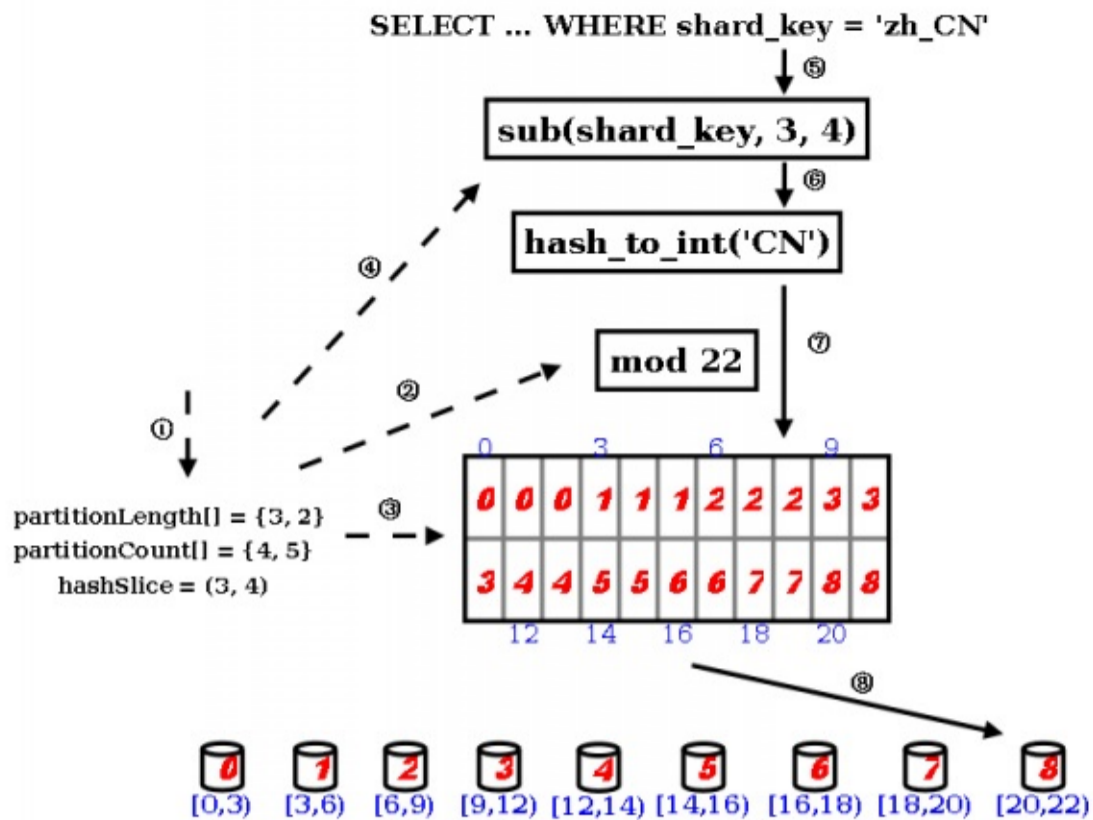 SELECT ... WHERE shard_key = 'zh_CN'
⑤
sub(shard_key, 3, 4)
⑥
hash_to_int('CN')
④
⑦
mod 22
②
①
0 3 6 9
0 0 0 1 1 1 2 2 2 3 3
partitionLength[] = {3, 2}
③
partitionCount[] = {4, 5}
hashSlice = (3, 4)
3 4 4 5 5 6 6 7 7 8 8
12 14 16 18 20
⑧
0 1 2 3 4 5 6 7 8
[0,3) [3,6) [6,9) [9,12) [12,14) [14,16) [16,18) [18,20) [20,22)